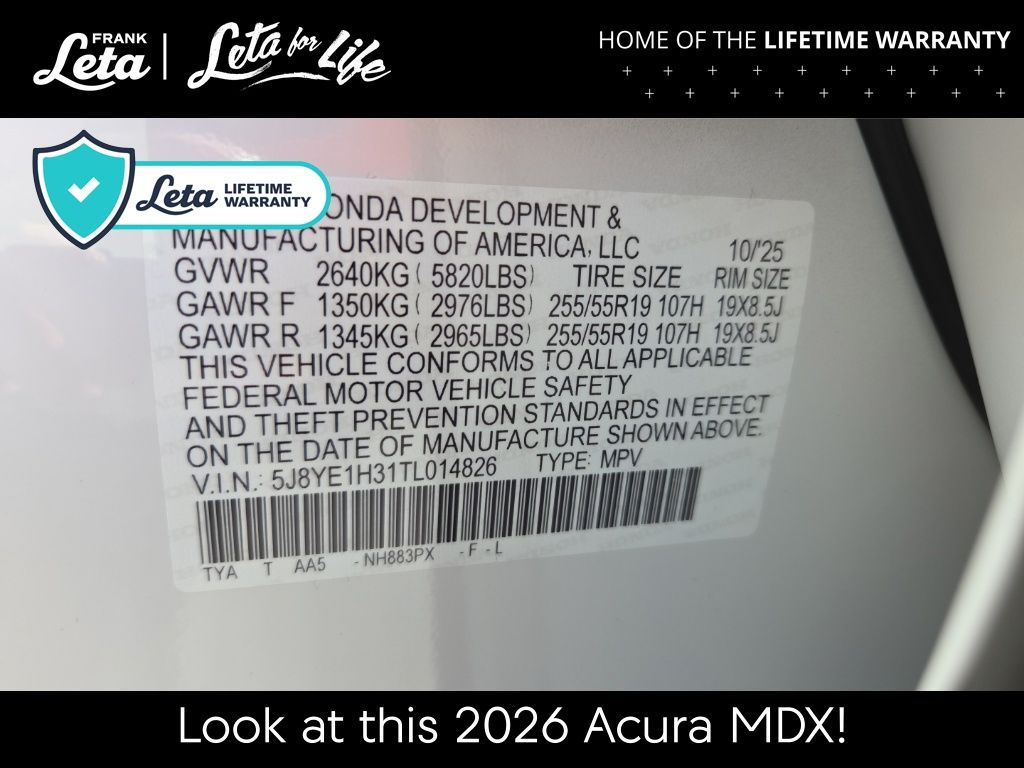 FRANK
Leta
Leta for Life
HOME OF THE LIFETIME WARRANTY
Leta LIFETIME
WARRANTY
ONDA DEVELOPMENT &
MANUFACTURING OF AMERICA, LLC 10/'25
GVWR 2640KG ( 5820LBS) TIRE SIZE RIM SIZE
GAWR F 1350KG ( 2976LBS) 255/55R19 107H 19X8.5J
GAWR R 1345KG ( 2965LBS) 255/55R19 107H 19X8.5J
THIS VEHICLE CONFORMS TO ALL APPLICABLE
FEDERAL MOTOR VEHICLE SAFETY
AND THEFT PREVENTION STANDARDS IN EFFECT
ON THE DATE OF MANUFACTURE SHOWN ABOVE.
V.I.N.: 5J8YE1H31TL014826 TYPE: MPV
TYA T AA5 - NH883PX - F - L
Look at this 2026 Acura MDX!